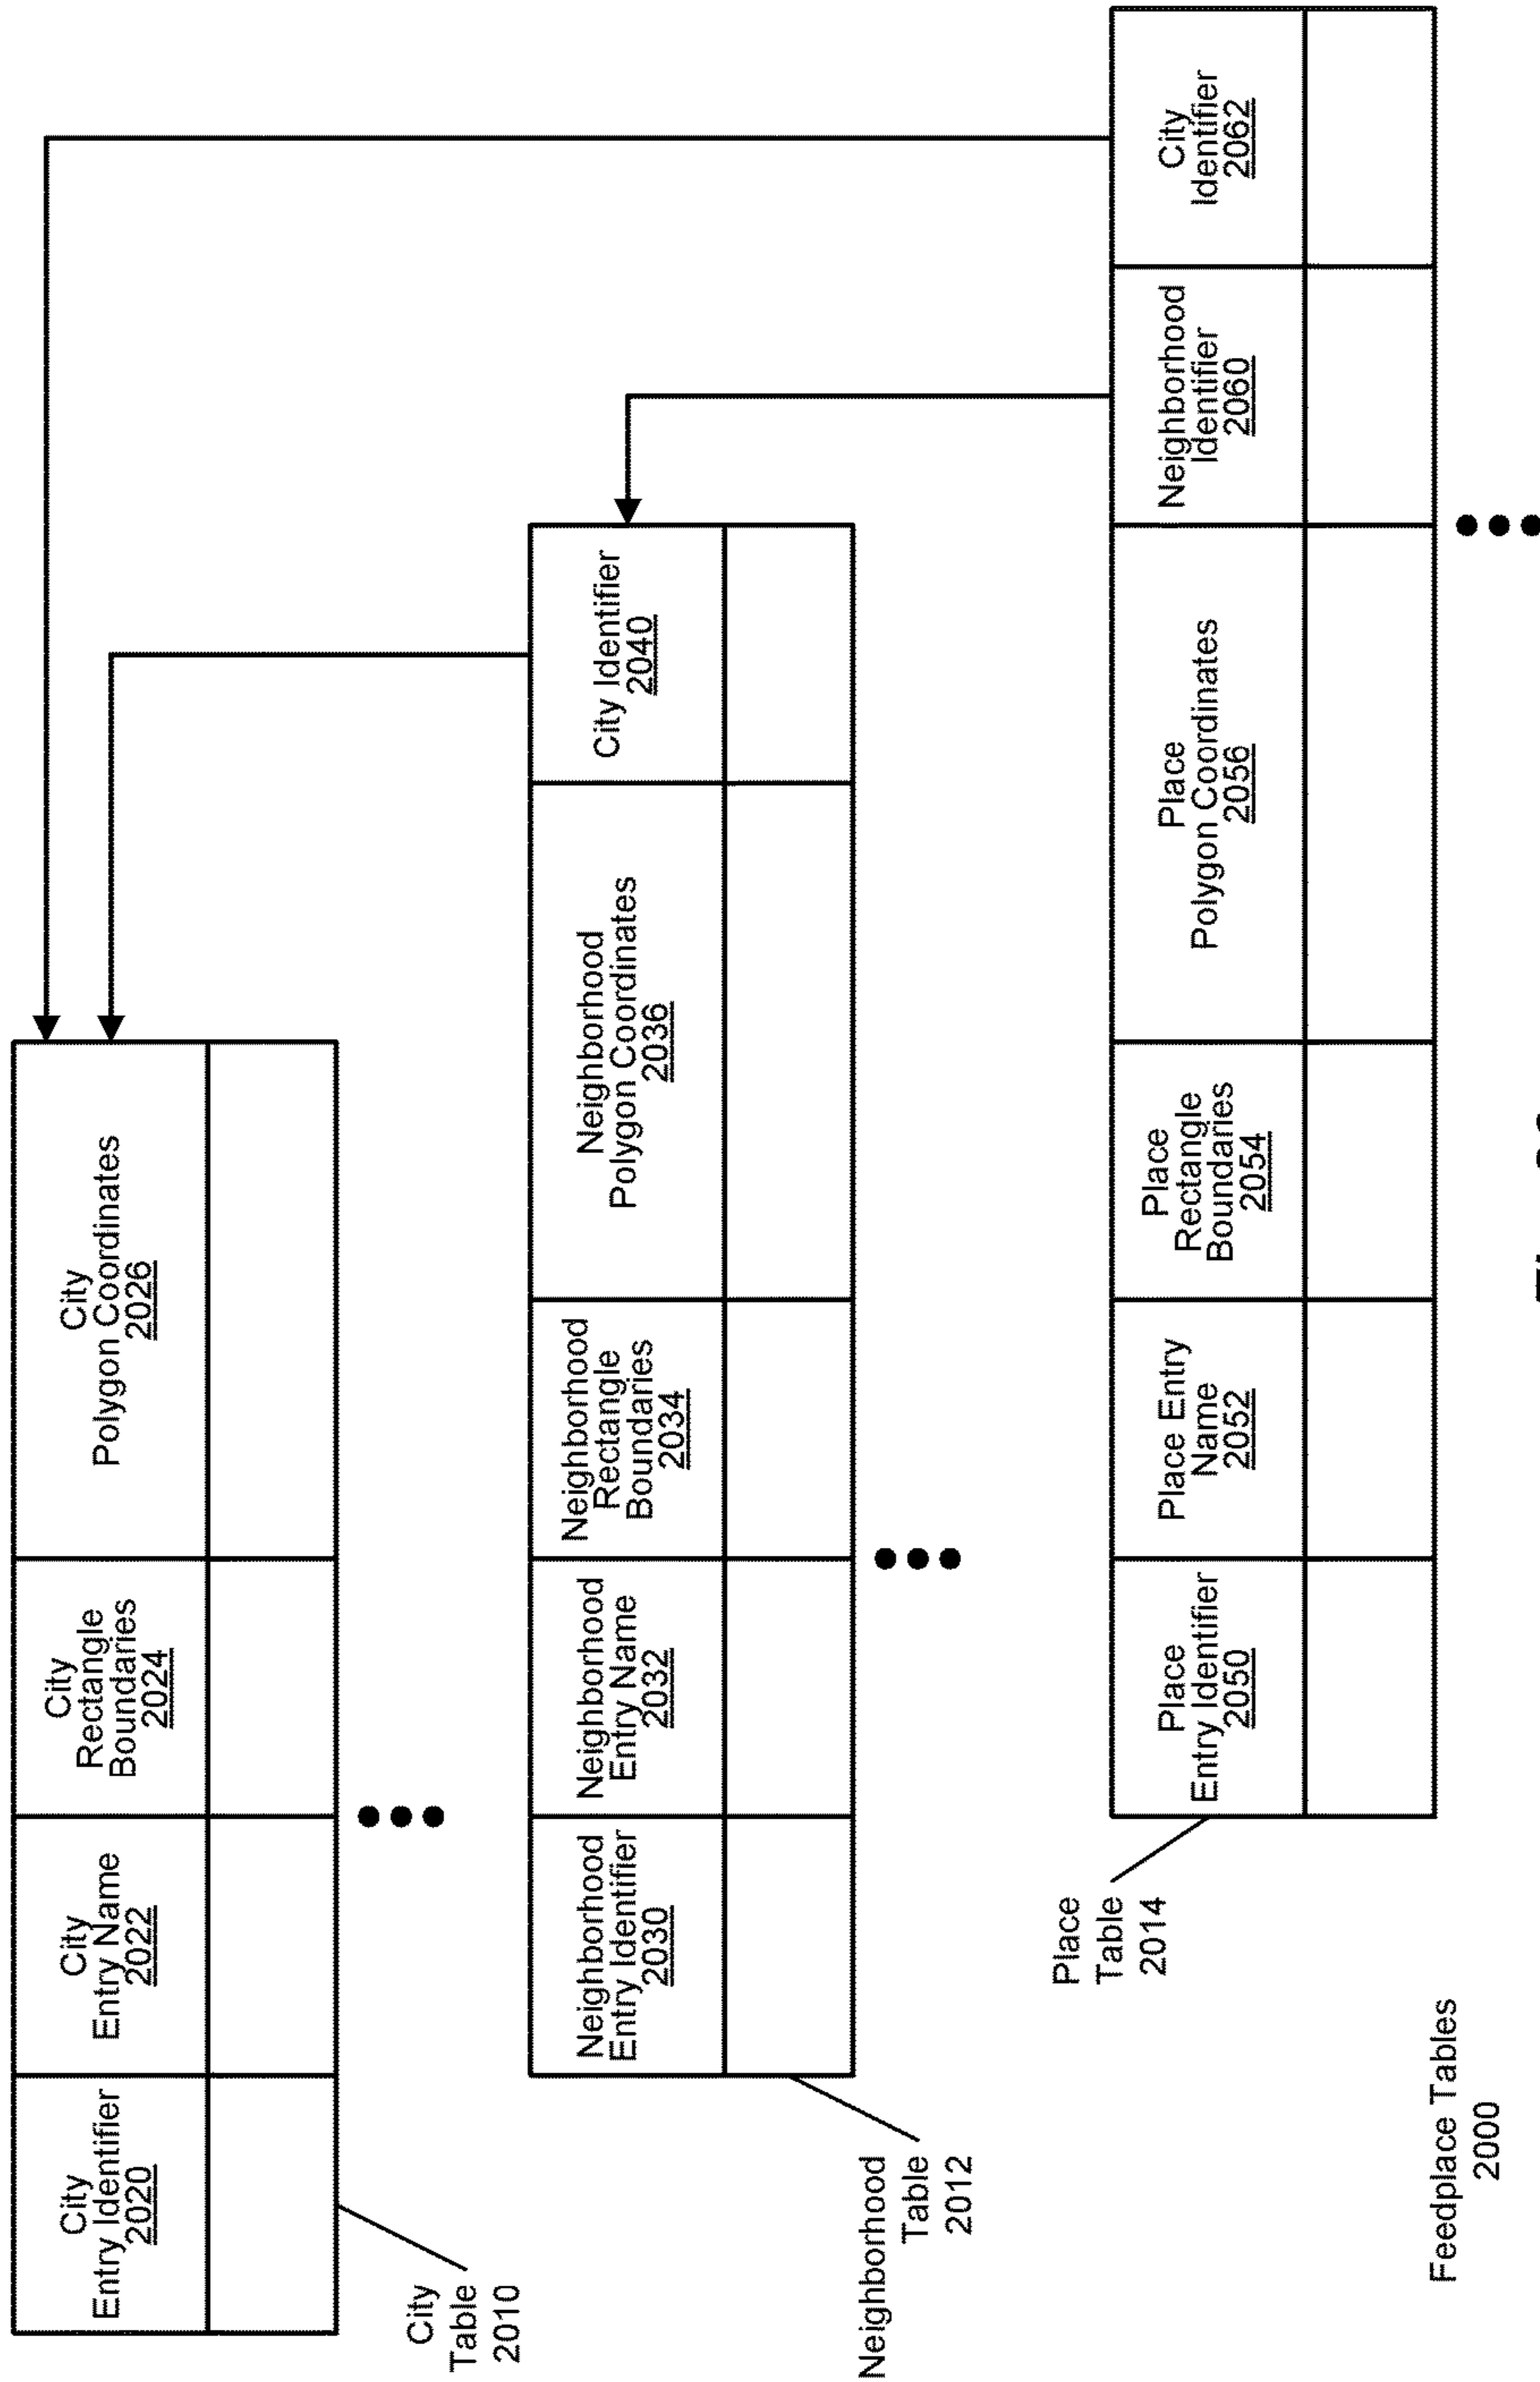 City
Entry Identifier
2020
City
Entry Name
2022
City
Rectangle
Boundaries
2024
City
Polygon Coordinates
2026
City
Table
2010
Neighborhood
Entry Identifier
2030
Neighborhood
Entry Name
2032
Neighborhood
Rectangle
Boundaries
2034
Neighborhood
Polygon Coordinates
2036
City Identifier
2040
Neighborhood
Table
2012
Place
Entry Identifier
2050
Place Entry
Name
2052
Place
Rectangle
Boundaries
2054
Place
Polygon Coordinates
2056
Neighborhood
Identifier
2060
City
Identifier
2062
Place
Table
2014
Feedplace Tables
2000